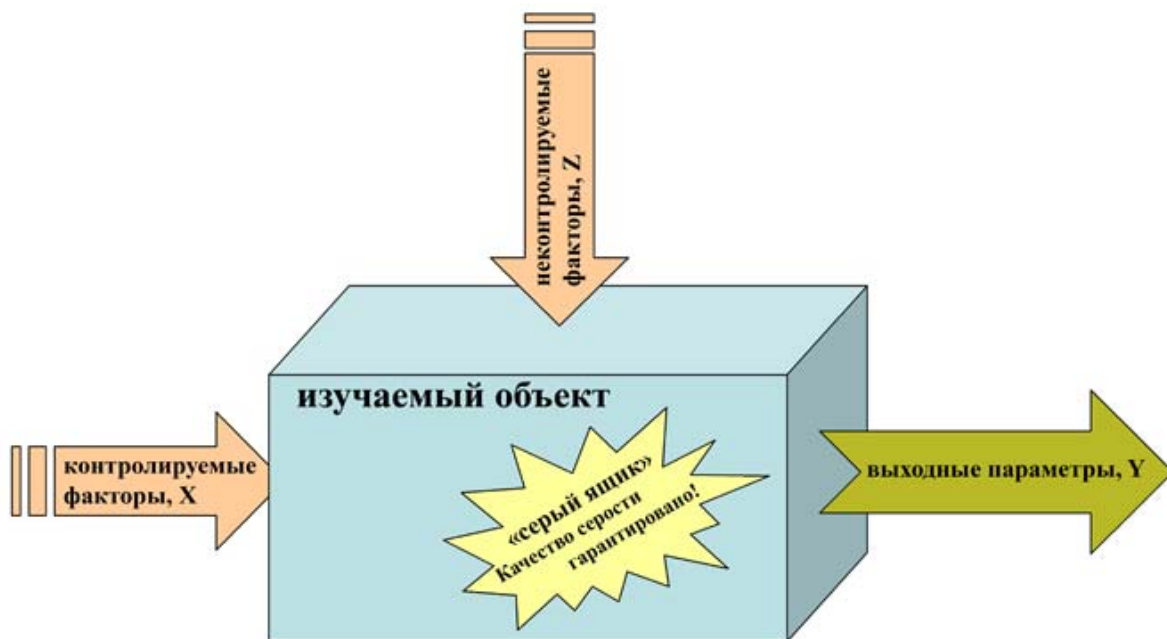 неконтролируемые
факторы, Z
изучаемый объект
контролируемые
факторы, X
«серый ящик»
Качество серости
гарантировано!
выходные параметры, Y